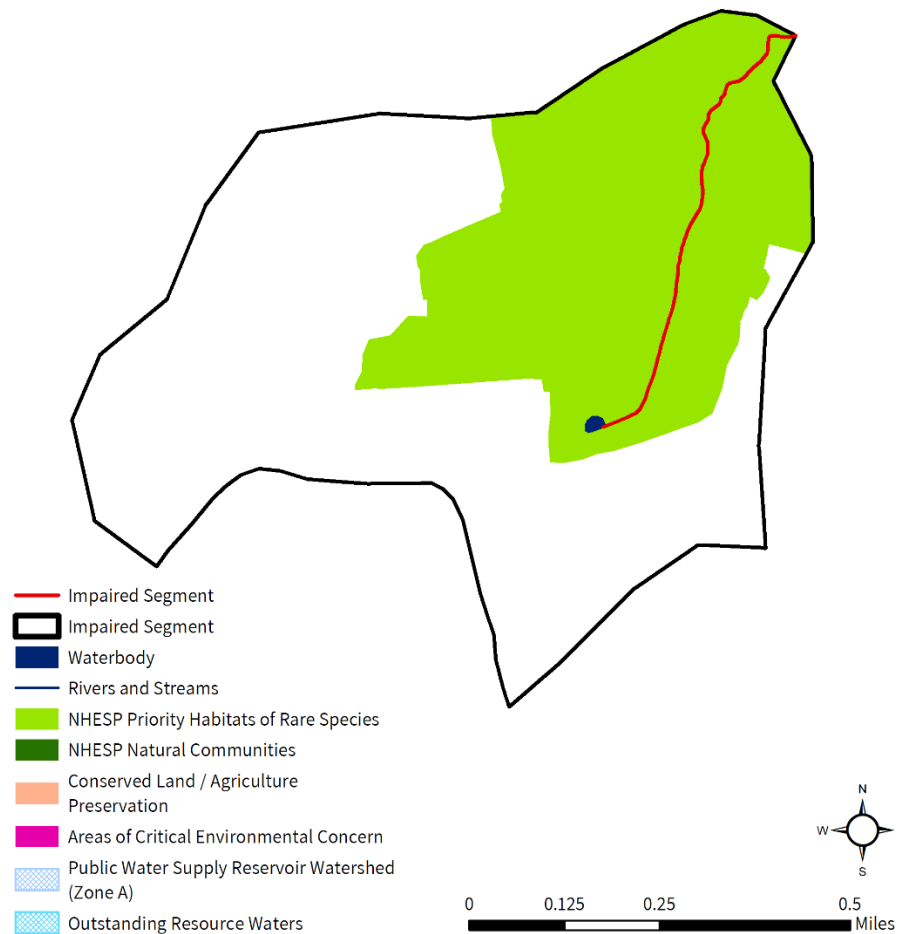 Impaired Segment
Impaired Segment
Waterbody
Rivers and Streams
NHESP Priority Habitats of Rare Species
NHESP Natural Communities
Conserved Land / Agriculture
Preservation
Areas of Critical Environmental Concern
Public Water Supply Reservoir Watershed
(Zone A)
Outstanding Resource Waters
N
W
S
0 0.125 0.25 0.5
Miles